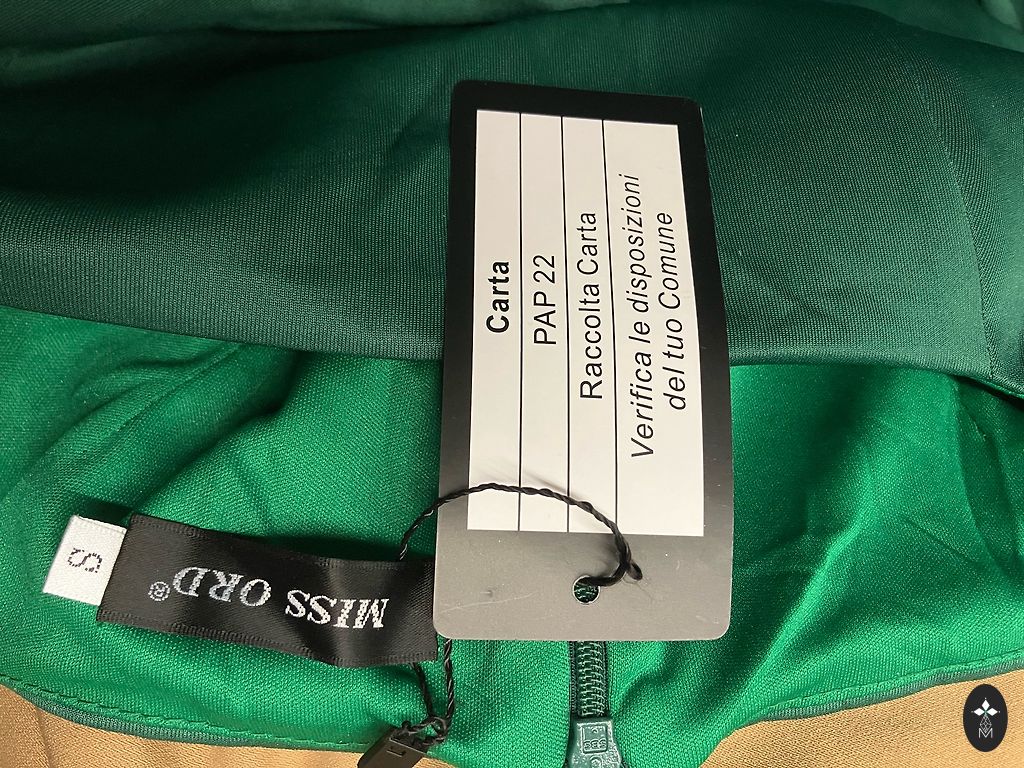 Carta
PAP 22
Raccolta Carta
Verifica le disposizioni
del tuo Comune
MISS ORD®
S
M